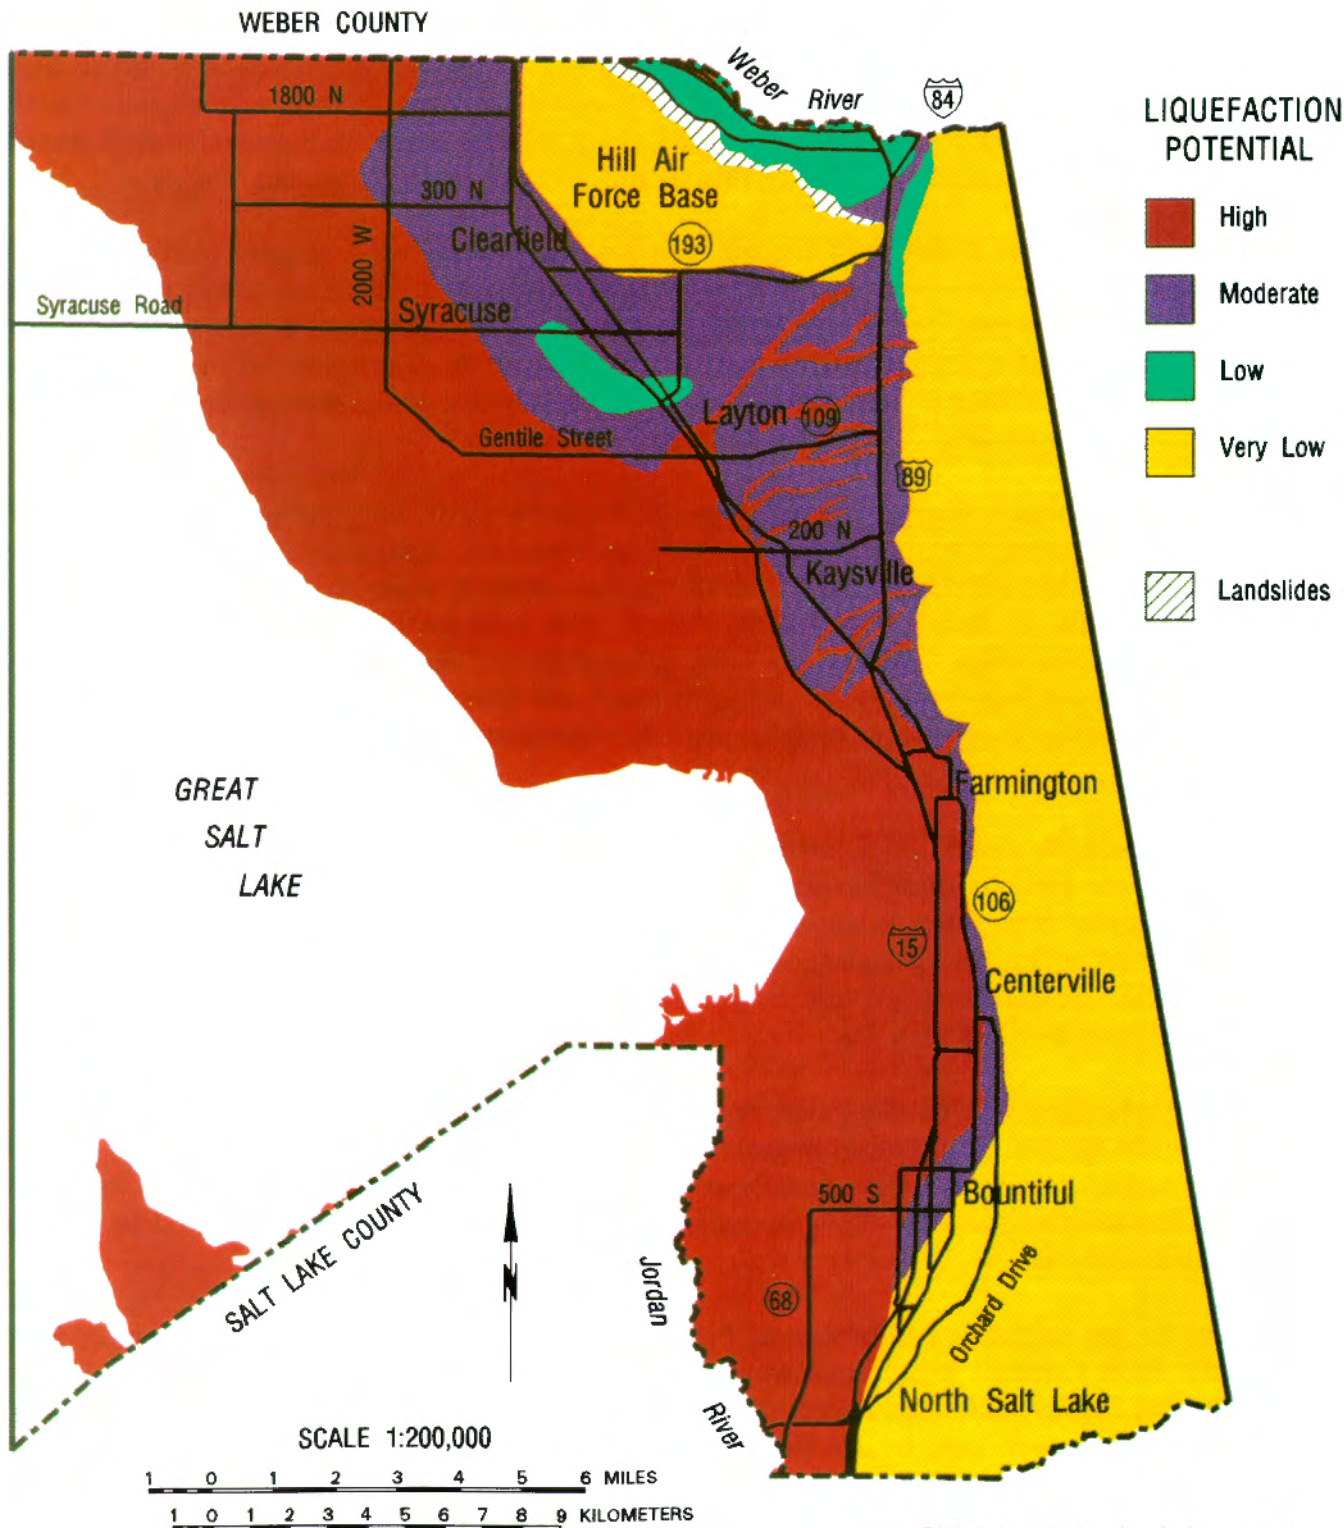 WEBER COUNTY
Weber
River
84
LIQUEFACTION
POTENTIAL
High
Moderate
Low
Very Low
Landslides
1800 N
Hill Air
Force Base
300 N
2000 W
Clearfield
193
Syracuse Road
Syracuse
Layton
109
Gentile Street
89
200 N
Kaysville
Farmington
GREAT
SALT
LAKE
106
15
Centerville
500 S
Bountiful
SALT LAKE COUNTY
N
Jordan
River
68
Orchard Drive
North Salt Lake
SCALE 1:200,000
1 0 1 2 3 4 5 6 MILES
1 0 1 2 3 4 5 6 7 8 9 KILOMETERS